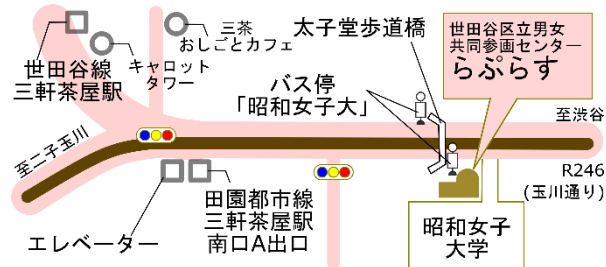 世田谷線
三軒茶屋駅
キャロット
タワー
三茶
おしごとカフェ
太子堂歩道橋
世田谷区立男女
共同参画センター
らぷらす
バス停
「昭和女子大」
至渋谷
至二子玉川
R246
(玉川通り)
エレベーター
田園都市線
三軒茶屋駅
南口A出口
昭和女子
大学